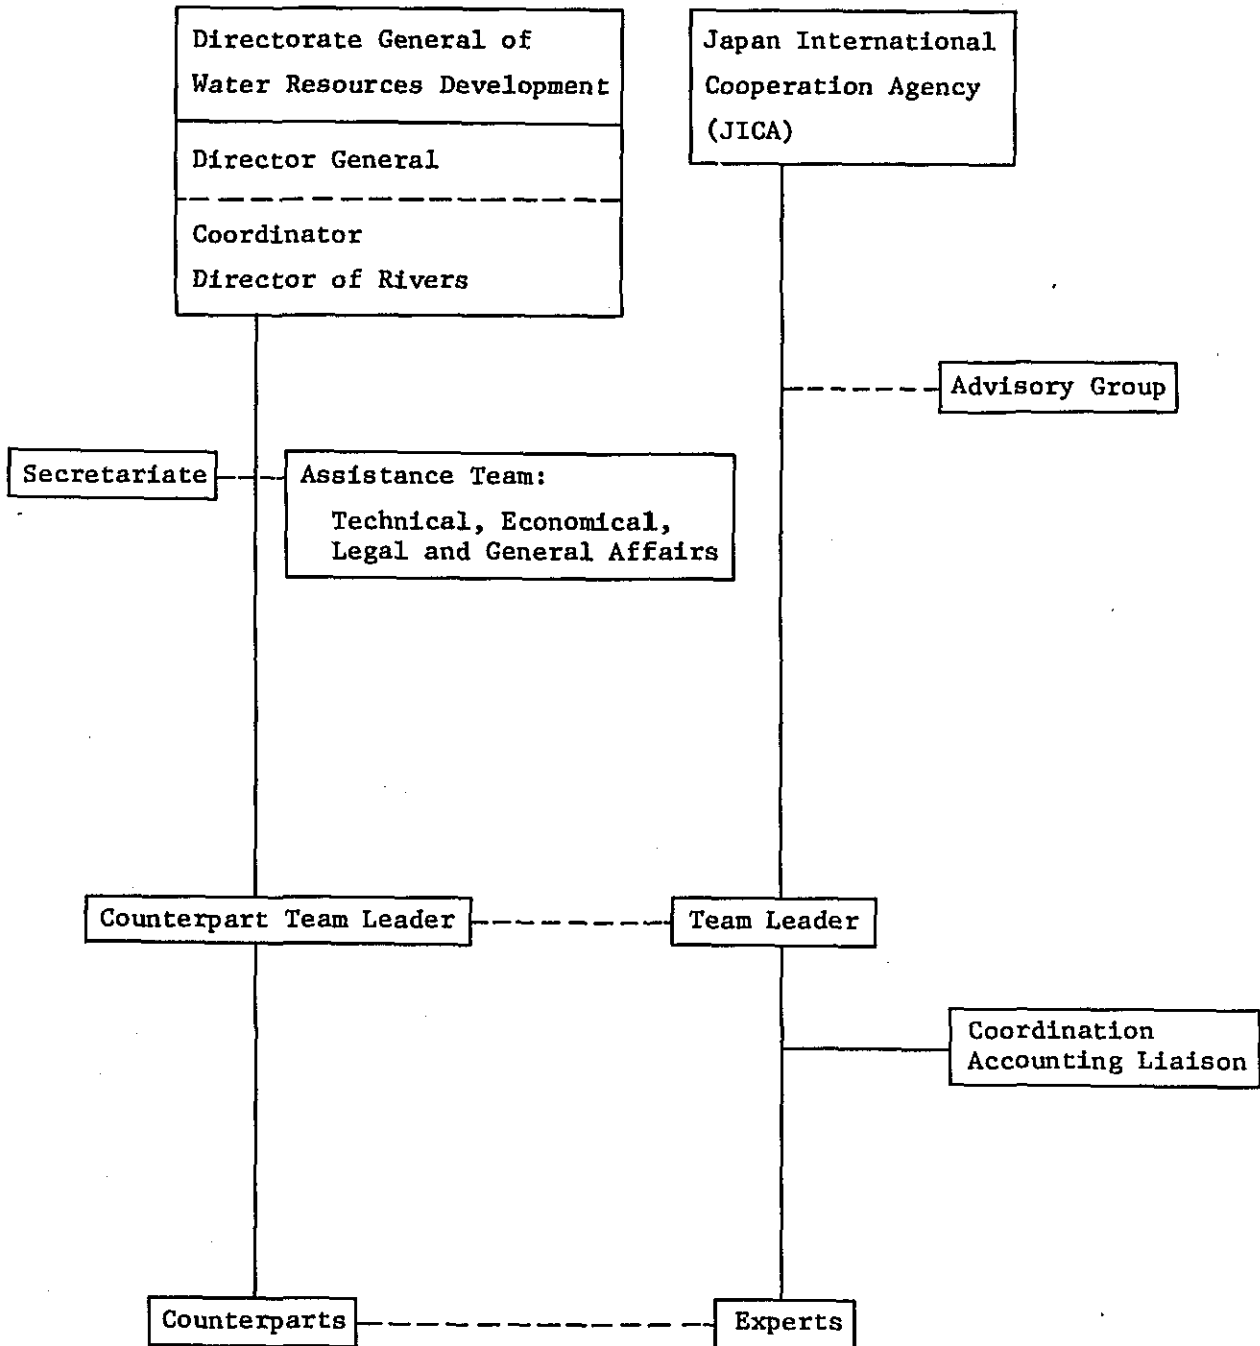 Directorate General of
Water Resources Development
Director General
Coordinator
Director of Rivers
Japan International
Cooperation Agency
(JICA)
Advisory Group
Secretariate
Assistance Team:
Technical, Economical,
Legal and General Affairs
Counterpart Team Leader
Team Leader
Coordination
Accounting Liaison
Counterparts
Experts